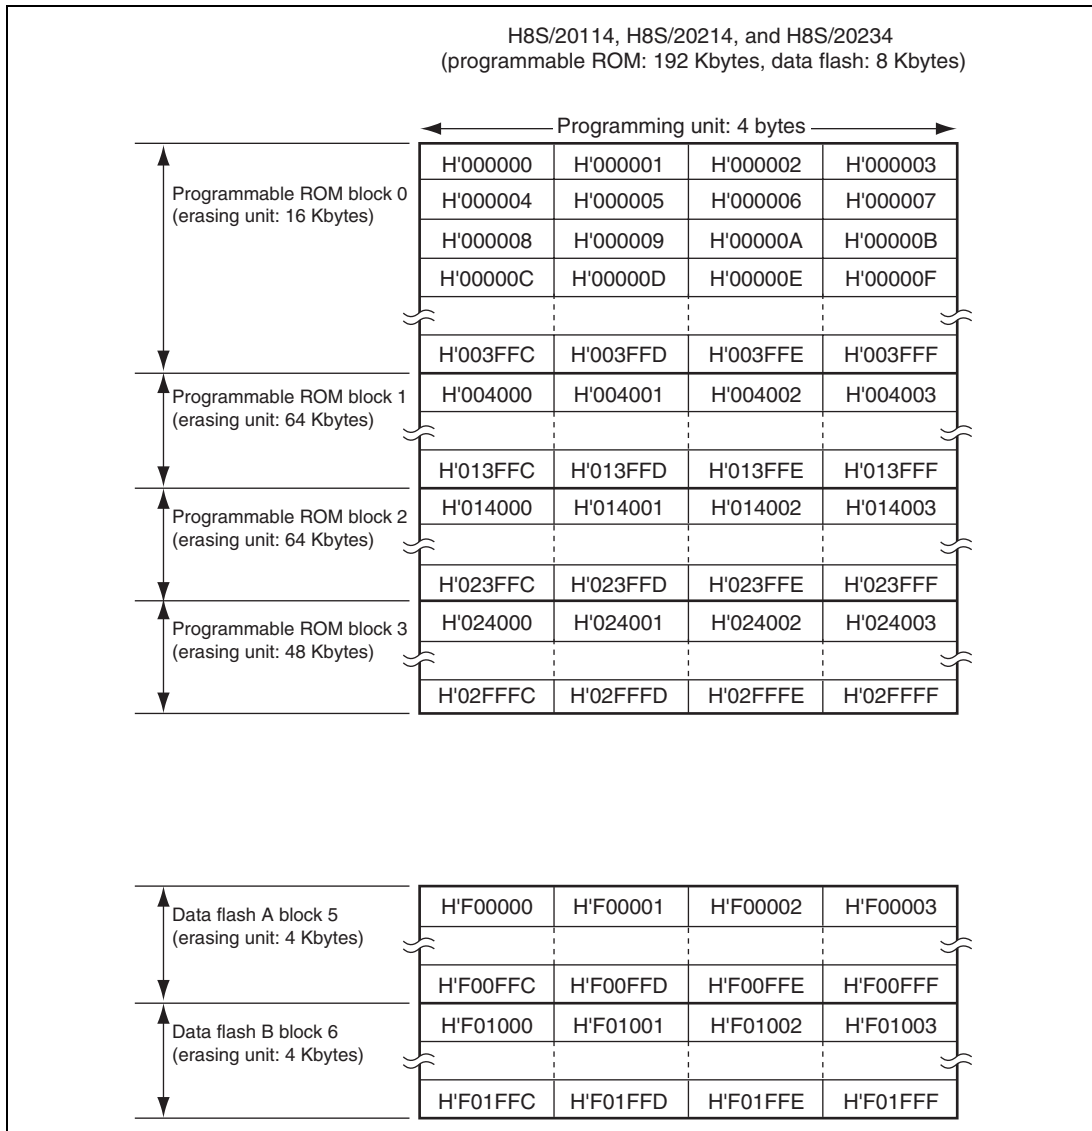 H8S/20114, H8S/20214, and H8S/20234
(programmable ROM: 192 Kbytes, data flash: 8 Kbytes)
Programming unit: 4 bytes
Programmable ROM block 0
(erasing unit: 16 Kbytes)
H'000000 H'000001 H'000002 H'000003
H'000004 H'000005 H'000006 H'000007
H'000008 H'000009 H'00000A H'00000B
H'00000C H'00000D H'00000E H'00000F
H'003FFC H'003FFD H'003FFE H'003FFF
Programmable ROM block 1
(erasing unit: 64 Kbytes)
H'004000 H'004001 H'004002 H'004003
H'013FFC H'013FFD H'013FFE H'013FFF
Programmable ROM block 2
(erasing unit: 64 Kbytes)
H'014000 H'014001 H'014002 H'014003
H'023FFC H'023FFD H'023FFE H'023FFF
Programmable ROM block 3
(erasing unit: 48 Kbytes)
H'024000 H'024001 H'024002 H'024003
H'02FFFC H'02FFFD H'02FFFE H'02FFFF
Data flash A block 5
(erasing unit: 4 Kbytes)
H'F00000 H'F00001 H'F00002 H'F00003
H'F00FFC H'F00FFD H'F00FFE H'F00FFF
Data flash B block 6
(erasing unit: 4 Kbytes)
H'F01000 H'F01001 H'F01002 H'F01003
H'F01FFC H'F01FFD H'F01FFE H'F01FFF